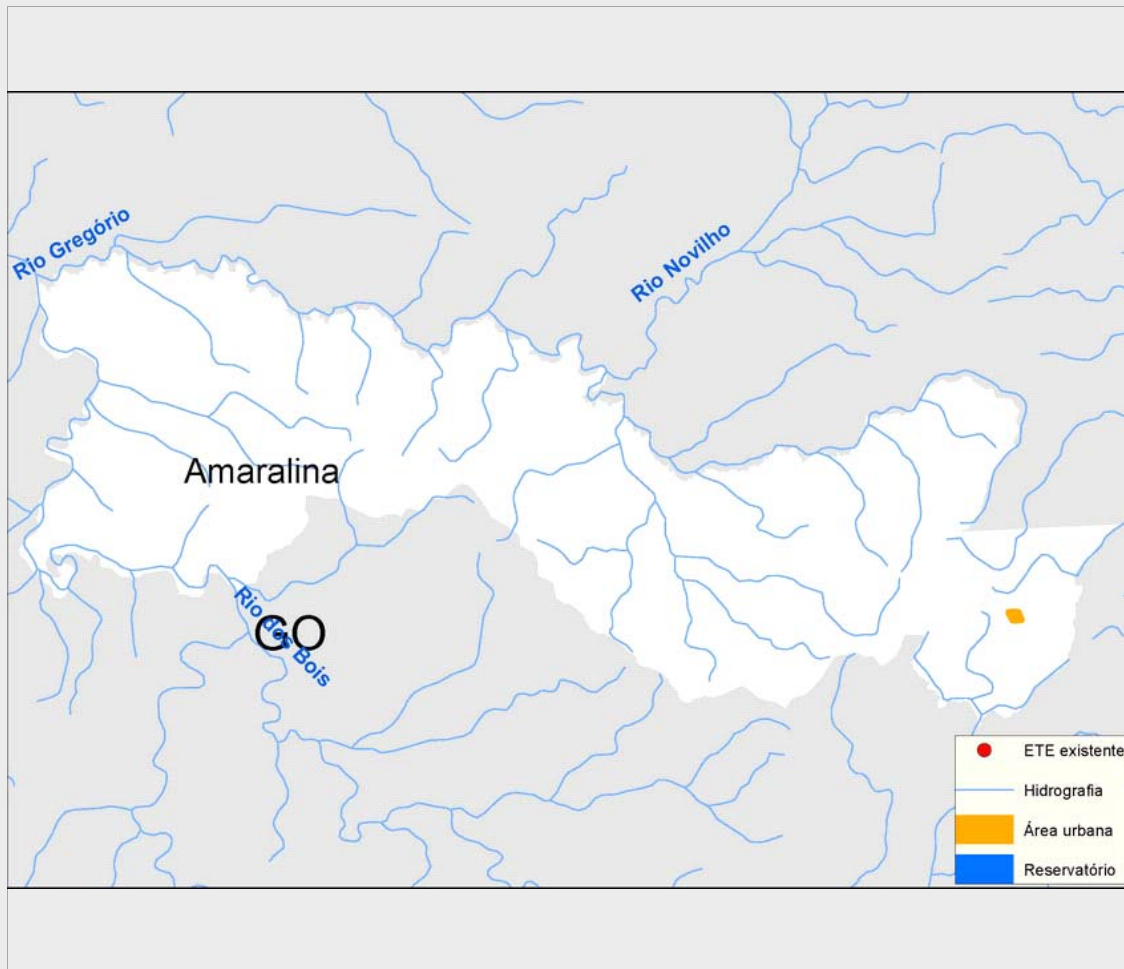 Rio Gregório
Rio Novilho
Amaralina
Rio dos Bois
GO
ETE existente
Hidrografia
Área urbana
Reservatório